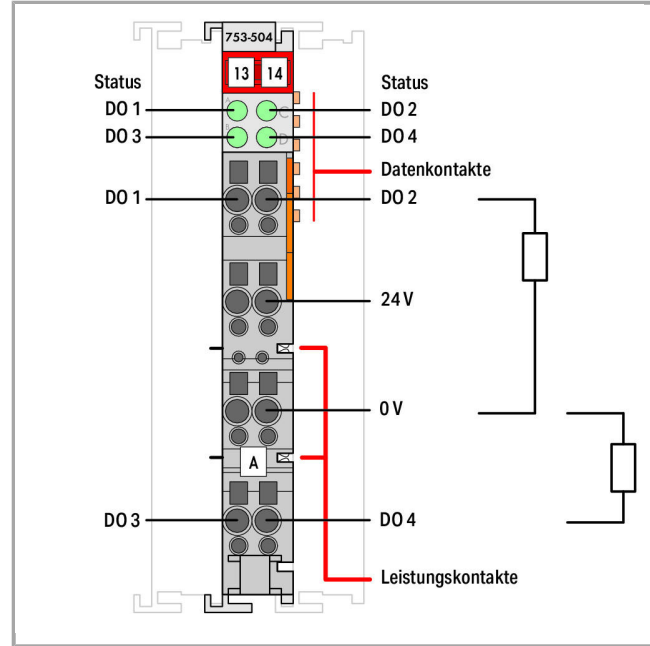 753-504
13 14
Status
Status
A
C
DO 1
DO 2
B
D
DO 3
DO 4
Datenkontakte
DO 1
DO 2
24 V
0 V
A
DO 3
DO 4
Leistungskontakte